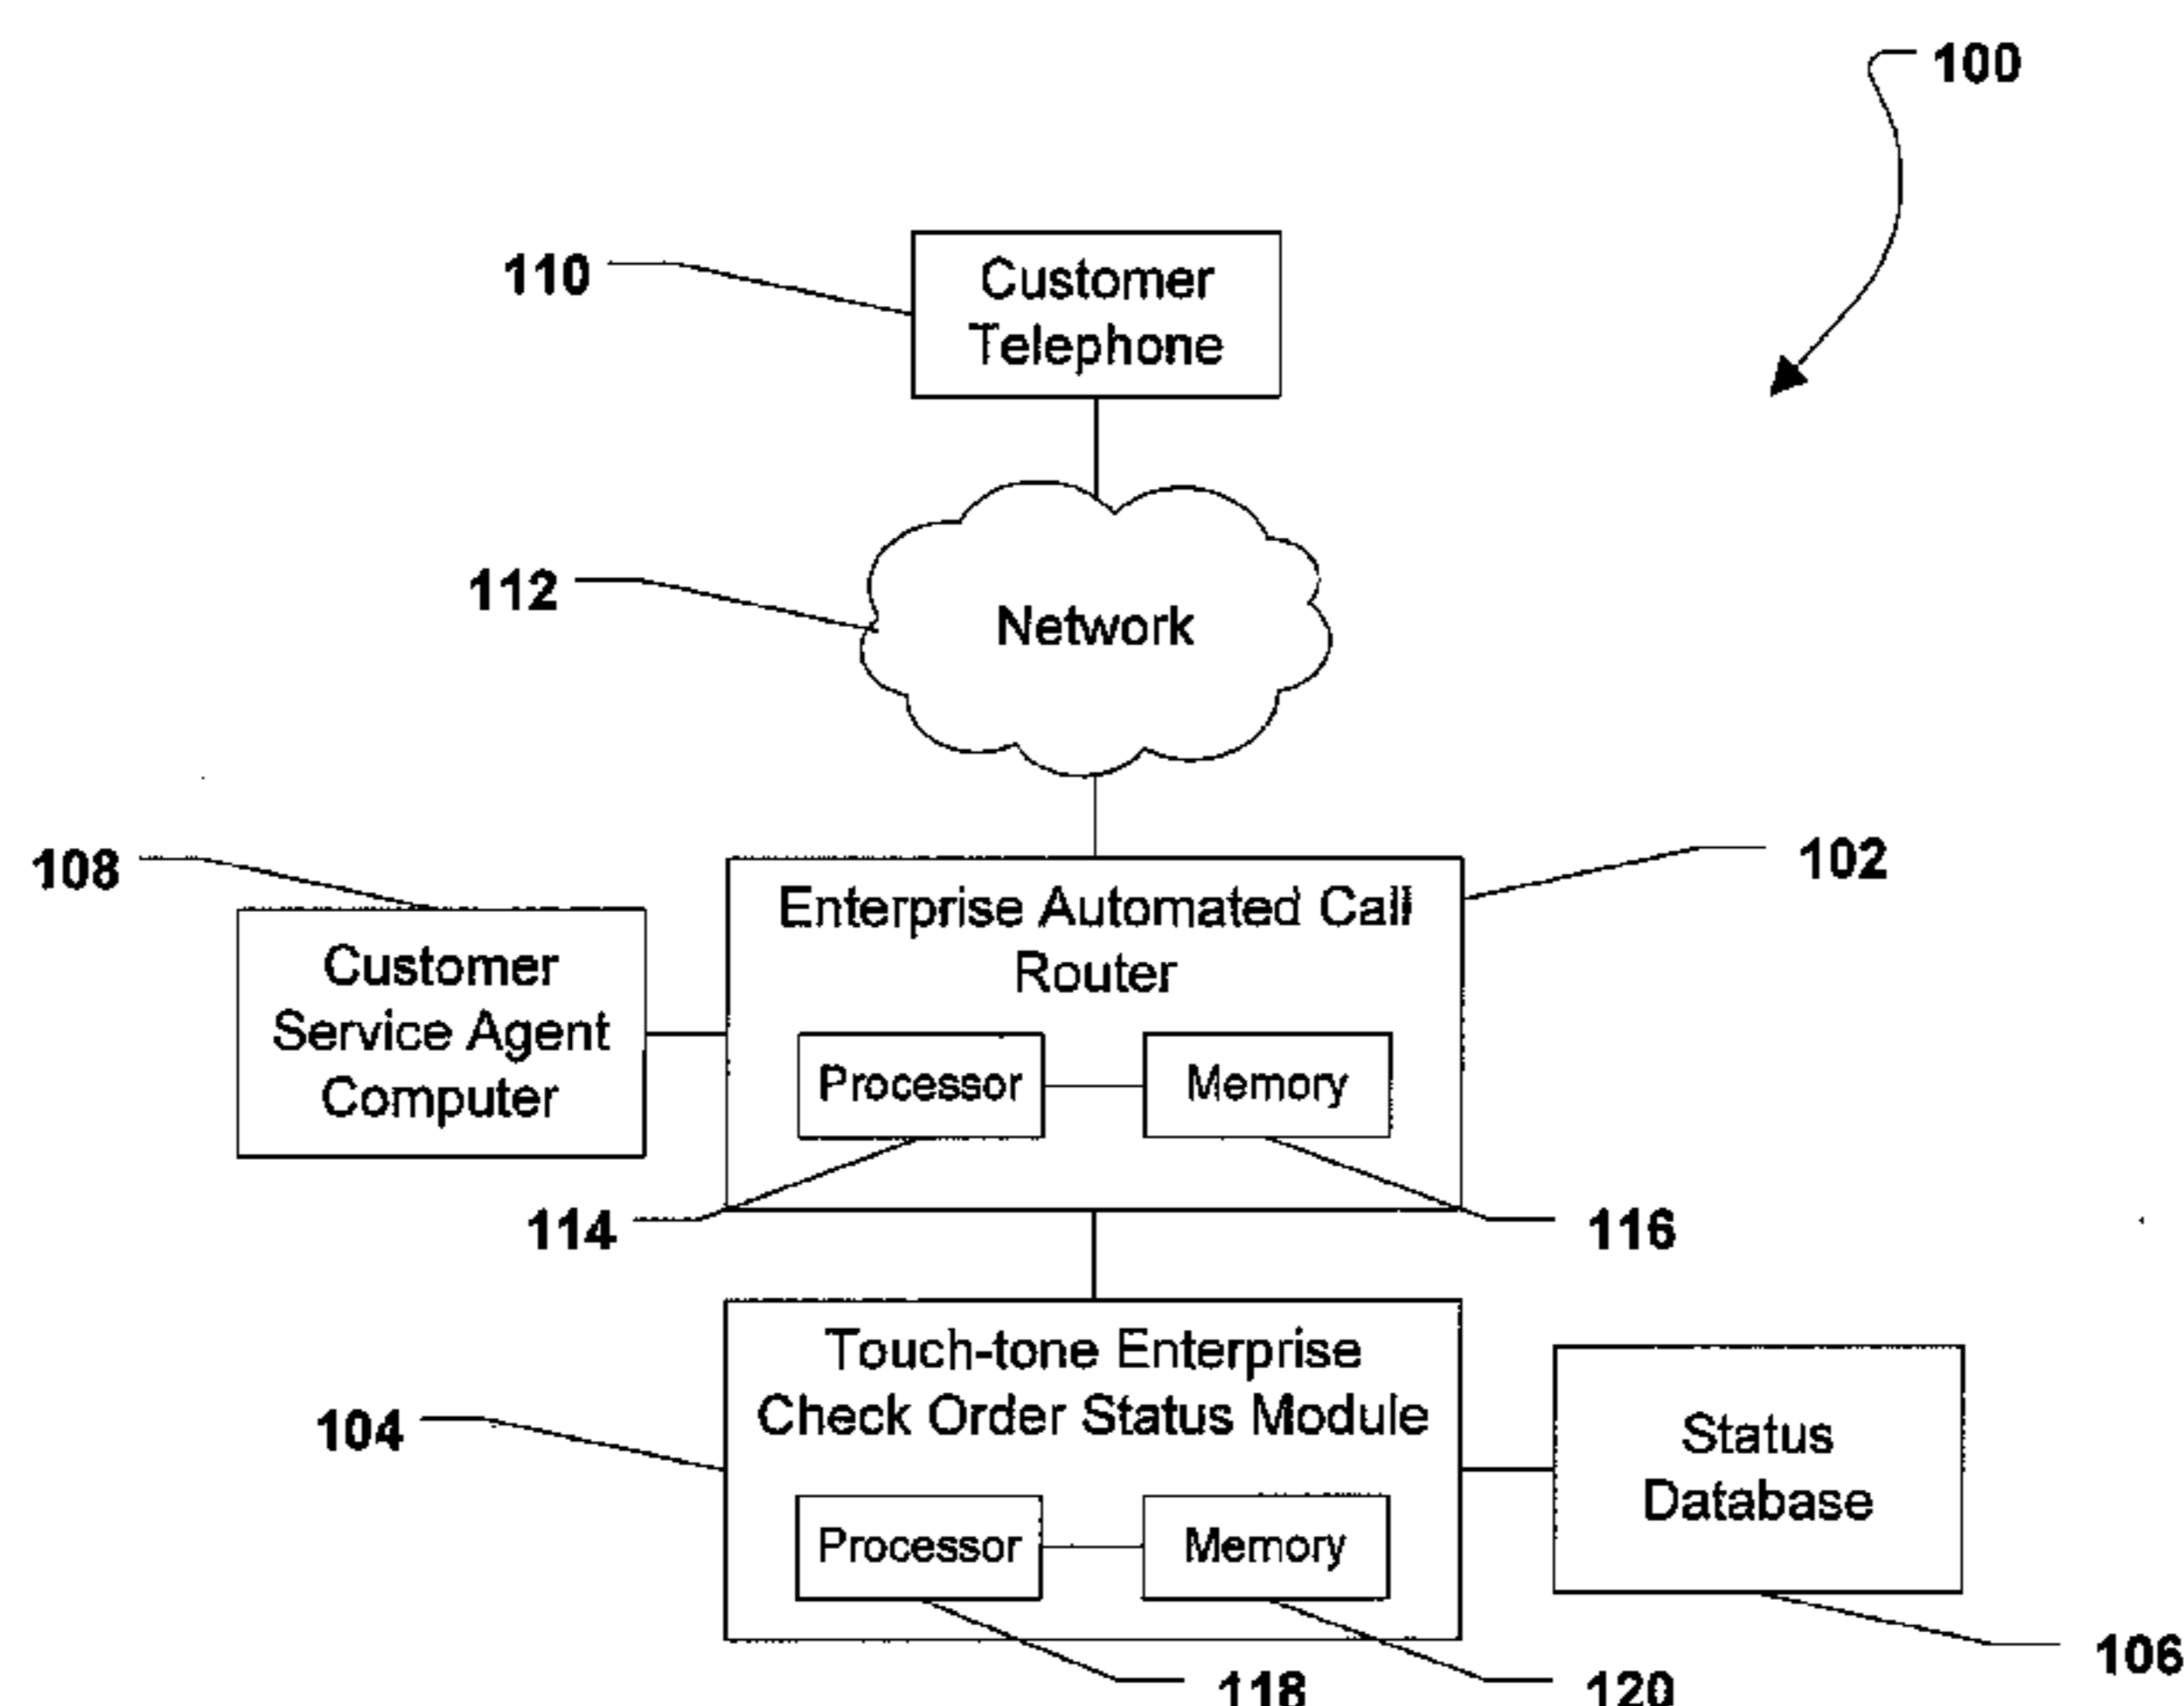 100
110
Customer
Telephone
112
Network
108
102
Enterprise Automated Call
Router
Customer
Service Agent
Computer
Processor
Memory
114
116
Touch-tone Enterprise
Check Order Status Module
104
Status
Database
Processor
Memory
106
118
120